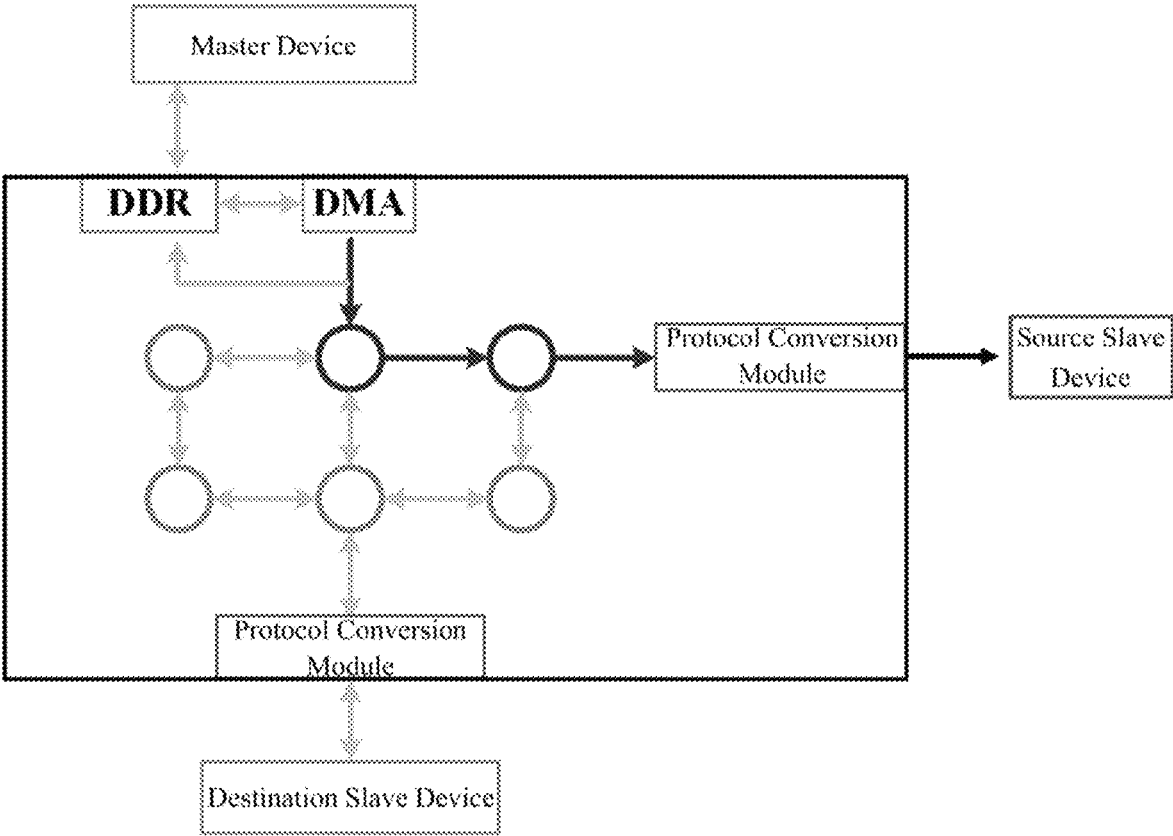 Master Device
DDR
DMA
Protocol Conversion
Module
Source Slave
Device
Protocol Conversion
Module
Destination Slave Device